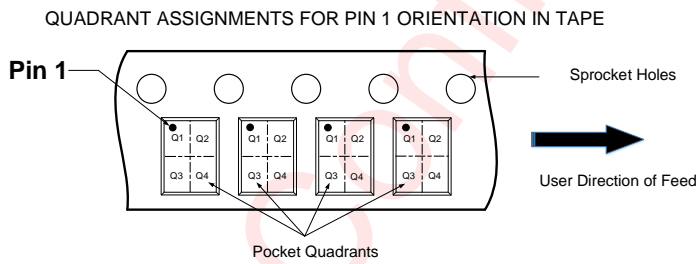 QUADRANT ASSIGNMENTS FOR PIN 1 ORIENTATION IN TAPE
Pin 1
Sprocket Holes
Q1 Q2 Q1 Q2 Q1 Q2 Q1 Q2
Q3 Q4 Q3 Q4 Q3 Q4 Q3 Q4
User Direction of Feed
Pocket Quadrants